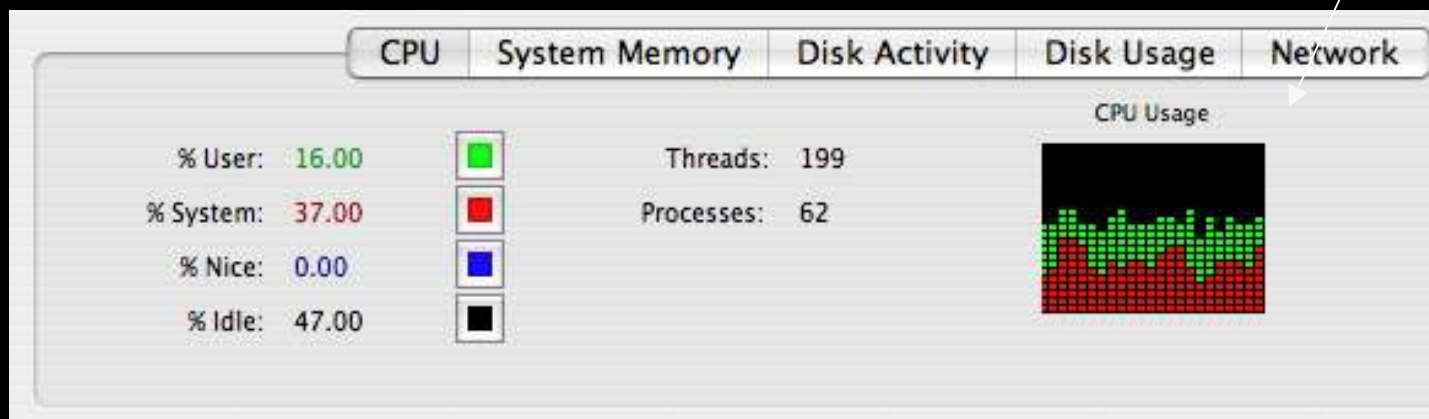 CPU System Memory Disk Activity Disk Usage Network
CPU Usage
% User: 16.00 Threads: 199
% System: 37.00 Processes: 62
% Nice: 0.00
% Idle: 47.00